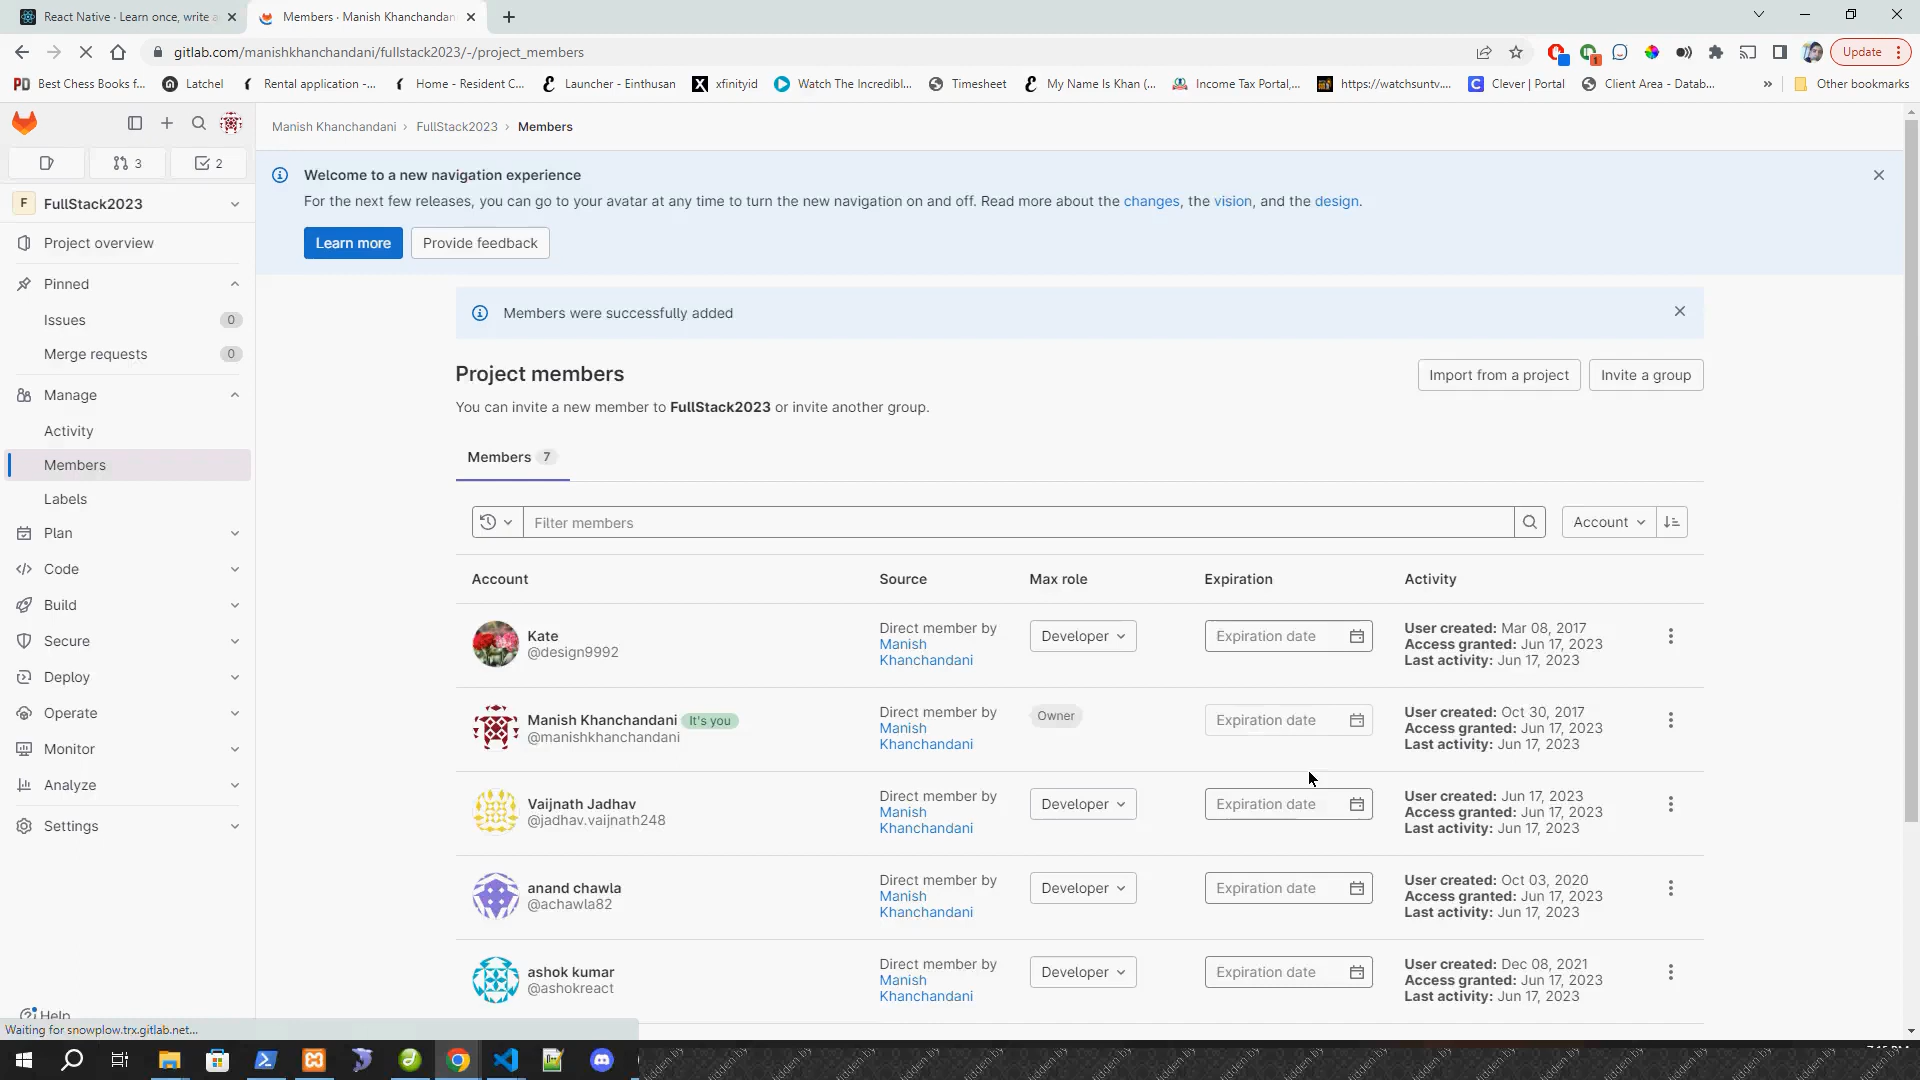 React Native · Learn once, write a
Members · Manish Khanchandan
gitlab.com/manishkhanchandani/fullstack2023/-/project_members
Update
Best Chess Books f...
Latchel
Rental application -...
Home - Resident C...
Launcher - Einthusan
xfinityid
Watch The Incredibl...
Timesheet
My Name Is Khan (...
Income Tax Portal,...
https://watchsuntv....
Clever | Portal
Client Area - Datab...
»
Other bookmarks
Manish Khanchandani › FullStack2023 › Members
3
2
Welcome to a new navigation experience
For the next few releases, you can go to your avatar at any time to turn the new navigation on and off. Read more about the changes, the vision, and the design.
Learn more
Provide feedback
F FullStack2023
Project overview
Pinned
Issues 0
Merge requests 0
Manage
Activity
Members
Labels
Plan
Code
Build
Secure
Deploy
Operate
Monitor
Analyze
Settings
Help
Members were successfully added
Project members
Import from a project
Invite a group
You can invite a new member to FullStack2023 or invite another group.
Members 7
Filter members
Account
Account Source Max role Expiration Activity
Kate
@design9992
Direct member by
Manish
Khanchandani
Developer
Expiration date
User created: Mar 08, 2017
Access granted: Jun 17, 2023
Last activity: Jun 17, 2023
Manish Khanchandani It's you
@manishkhanchandani
Direct member by
Manish
Khanchandani
Owner
Expiration date
User created: Oct 30, 2017
Access granted: Jun 17, 2023
Last activity: Jun 17, 2023
Vaijnath Jadhav
@jadhav.vaijnath248
Direct member by
Manish
Khanchandani
Developer
Expiration date
User created: Jun 17, 2023
Access granted: Jun 17, 2023
Last activity: Jun 17, 2023
anand chawla
@achawla82
Direct member by
Manish
Khanchandani
Developer
Expiration date
User created: Oct 03, 2020
Access granted: Jun 17, 2023
Last activity: Jun 17, 2023
ashok kumar
@ashokreact
Direct member by
Manish
Khanchandani
Developer
Expiration date
User created: Dec 08, 2021
Access granted: Jun 17, 2023
Last activity: Jun 17, 2023
Waiting for snowplow.trx.gitlab.net...